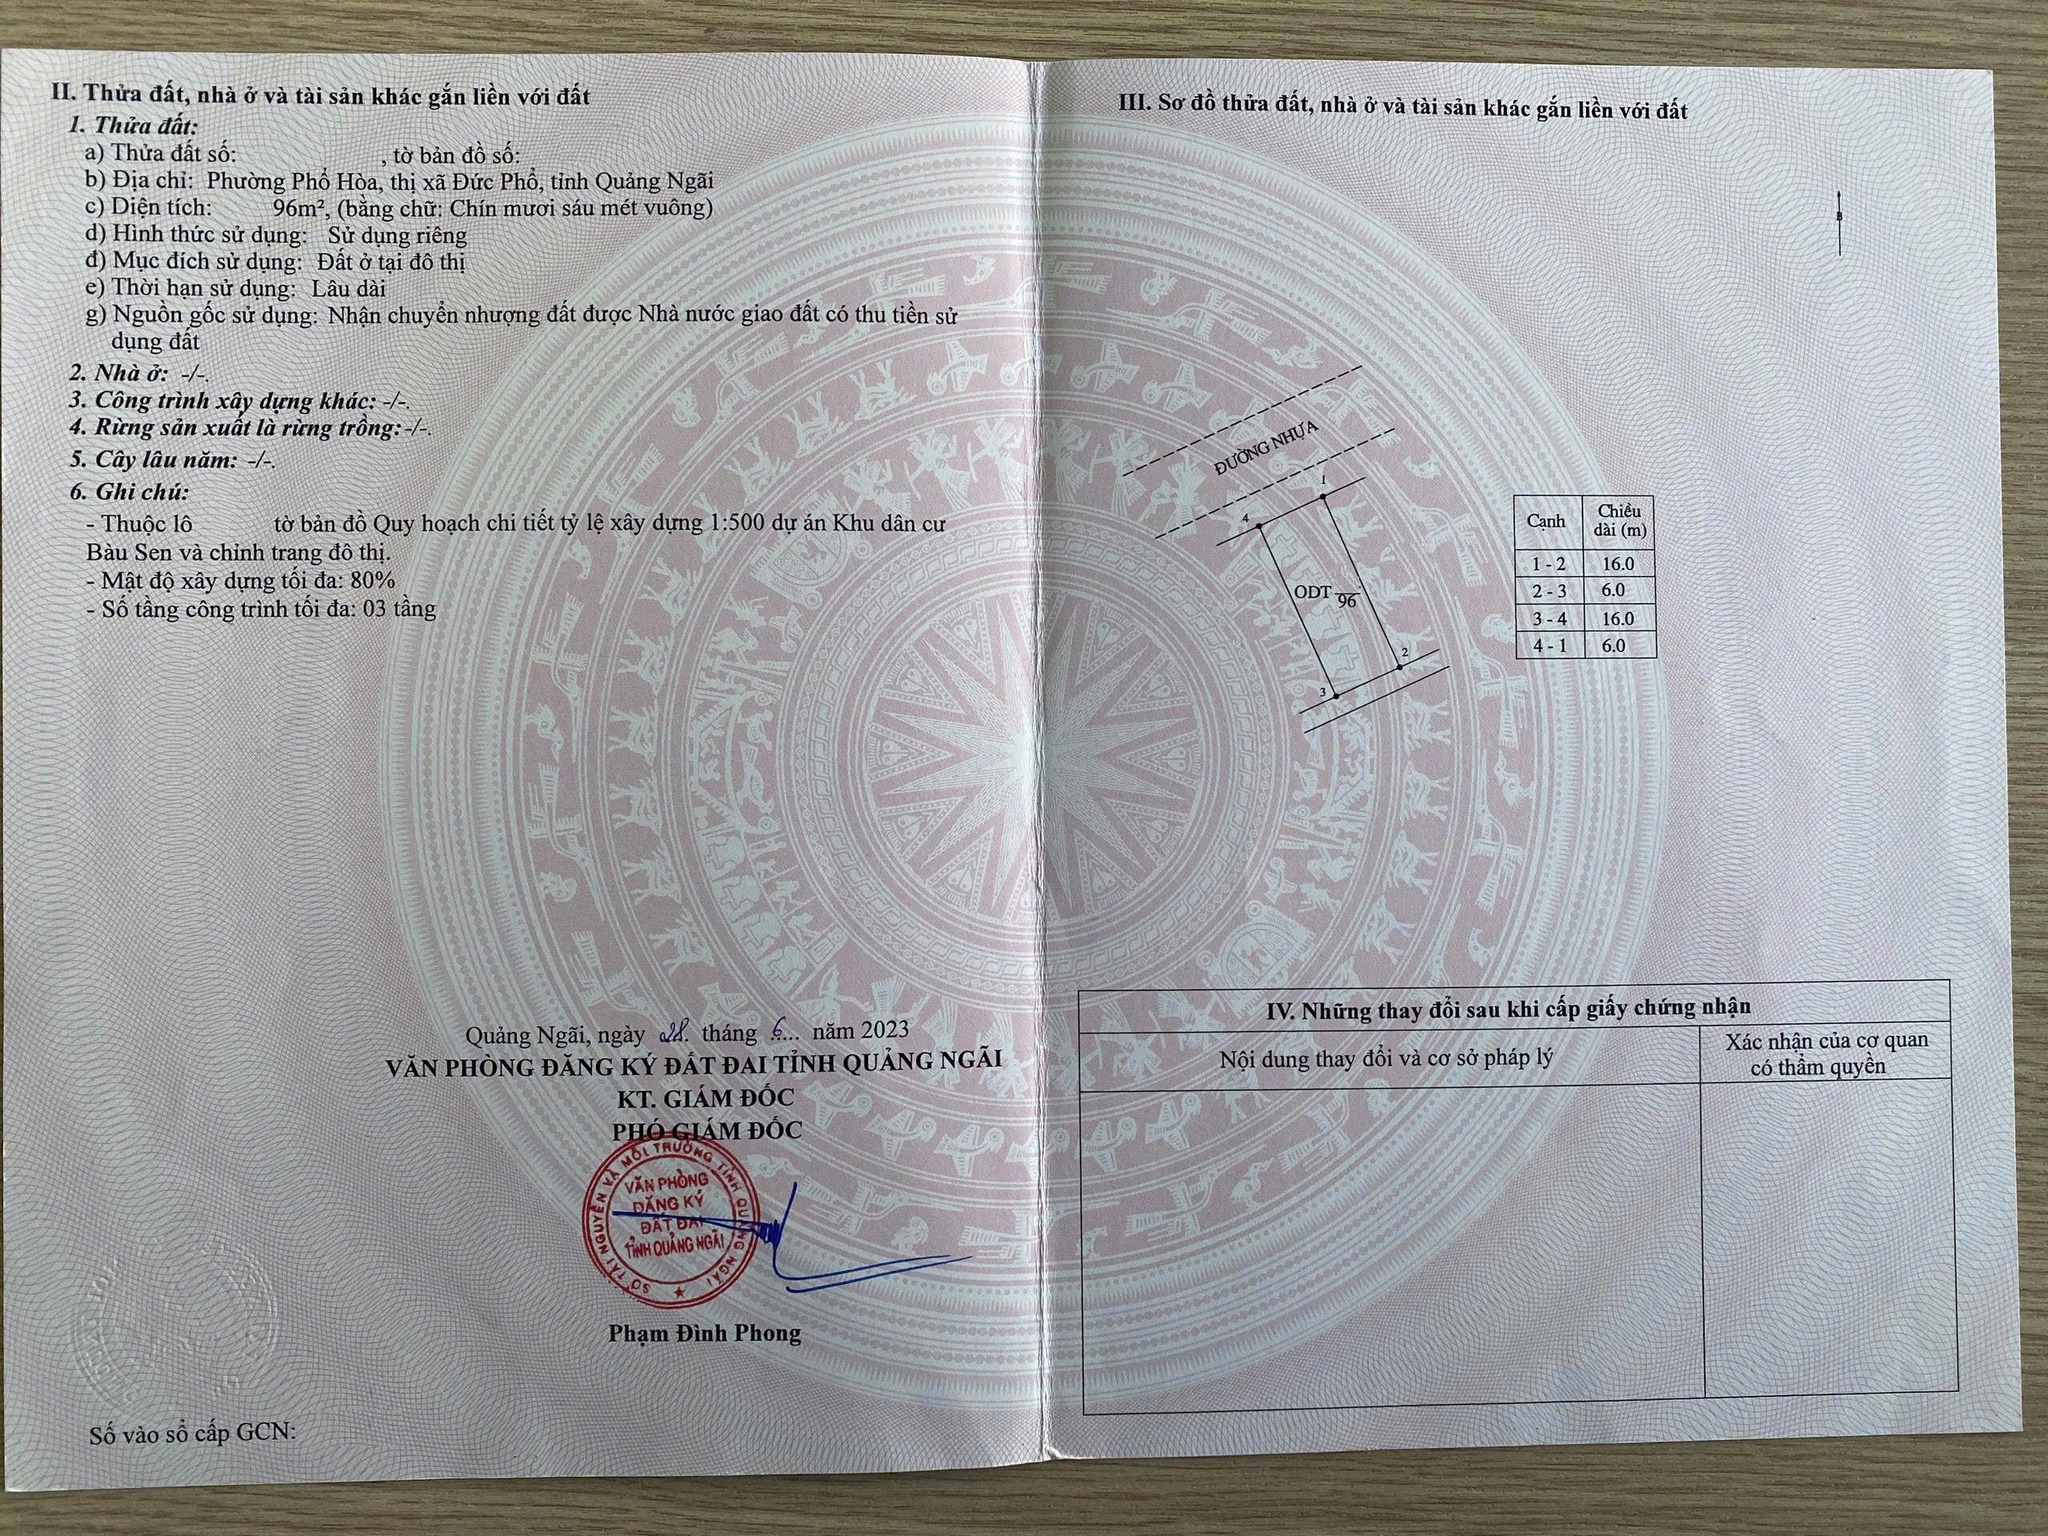 II. Thửa đất, nhà ở và tài sản khác gắn liền với đất
1. Thửa đất:
a) Thửa đất số: , tờ bản đồ số:
b) Địa chỉ: Phường Phổ Hòa, thị xã Đức Phổ, tỉnh Quảng Ngãi
c) Diện tích: 96m², (bằng chữ: Chín mươi sáu mét vuông)
d) Hình thức sử dụng: Sử dụng riêng
đ) Mục đích sử dụng: Đất ở tại đô thị
e) Thời hạn sử dụng: Lâu dài
g) Nguồn gốc sử dụng: Nhận chuyển nhượng đất được Nhà nước giao đất có thu tiền sử
dụng đất
2. Nhà ở: -/-.
3. Công trình xây dựng khác: -/-.
4. Rừng sản xuất là rừng trồng: -/-.
5. Cây lâu năm: -/-.
6. Ghi chú:
- Thuộc lô tờ bản đồ Quy hoạch chi tiết tỷ lệ xây dựng 1:500 dự án Khu dân cư
Bàu Sen và chỉnh trang đô thị.
- Mật độ xây dựng tối đa: 80%
- Số tầng công trình tối đa: 03 tầng
Quảng Ngãi, ngày 28. tháng 6.... năm 2023
VĂN PHÒNG ĐĂNG KÝ ĐẤT ĐAI TỈNH QUẢNG NGÃI
KT. GIÁM ĐỐC
PHÓ GIÁM ĐỐC
SỞ TÀI NGUYÊN VÀ MÔI TRƯỜNG TỈNH QUẢNG NGÃI
VĂN PHÒNG
ĐĂNG KÝ
ĐẤT ĐAI
TỈNH QUẢNG NGÃI
Phạm Đình Phong
Số vào sổ cấp GCN:
III. Sơ đồ thửa đất, nhà ở và tài sản khác gắn liền với đất
B
ĐƯỜNG NHỰA
1
4
ODT 96
2
3
Cạnh Chiều
dài (m)
1 - 2 16.0
2 - 3 6.0
3 - 4 16.0
4 - 1 6.0
IV. Những thay đổi sau khi cấp giấy chứng nhận
Nội dung thay đổi và cơ sở pháp lý
Xác nhận của cơ quan
có thẩm quyền